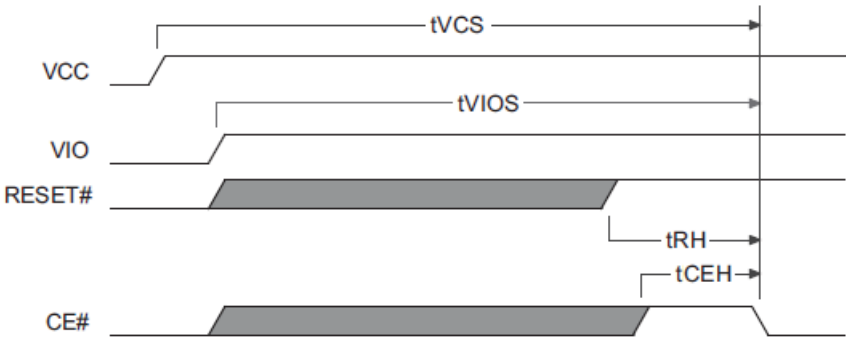 tVCS
VCC
tVIOS
VIO
RESET#
tRH
tCEH
CE#